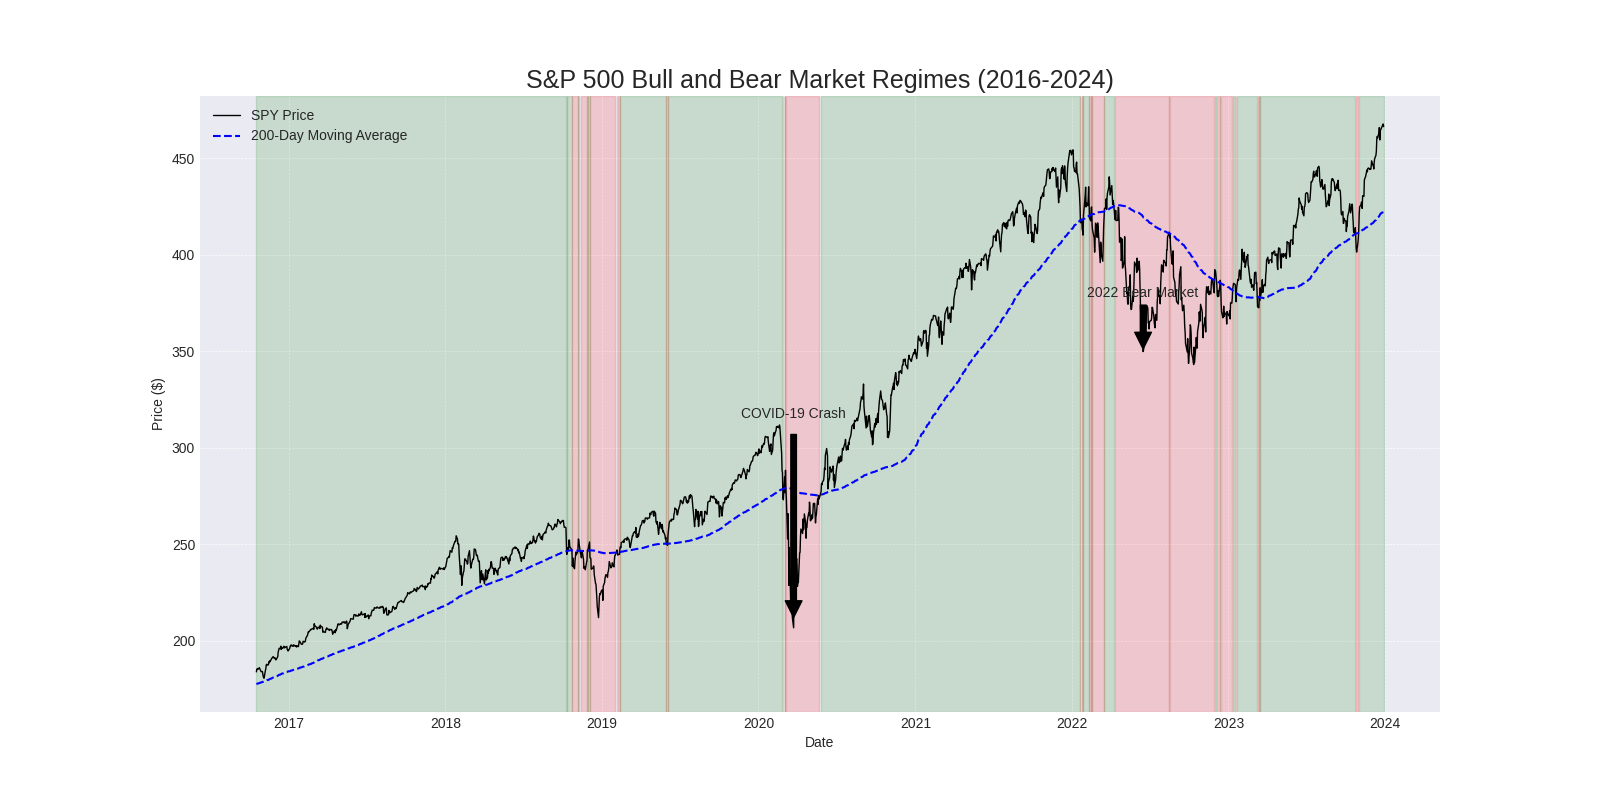 S&P 500 Bull and Bear Market Regimes (2016-2024)
SPY Price
200-Day Moving Average
450
400
350
300
250
200
Price ($)
2022 Bear Market
COVID-19 Crash
2017 2018 2019 2020 2021 2022 2023 2024
Date